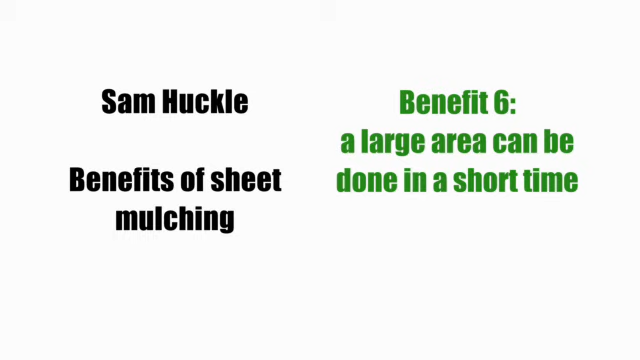 Sam Huckle
Benefits of sheet
mulching
Benefit 6:
a large area can be
done in a short time